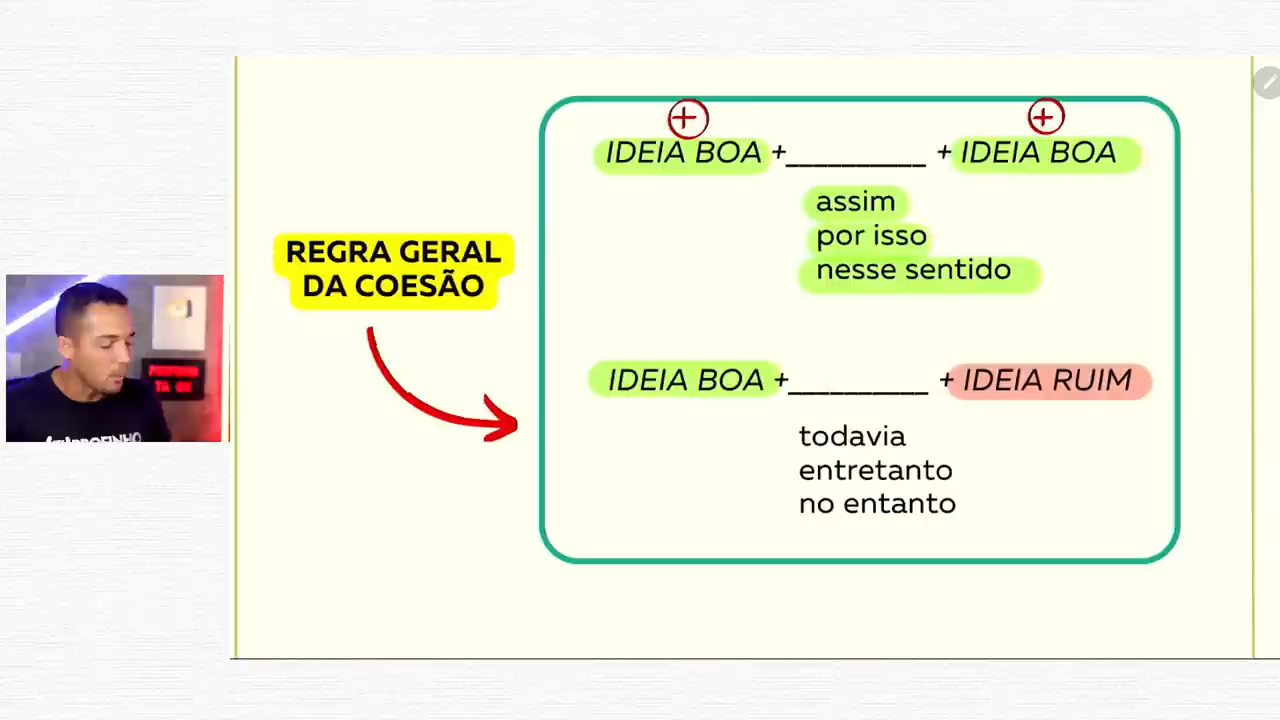 + +
IDEIA BOA +__________ + IDEIA BOA
assim
por isso
nesse sentido
REGRA GERAL
DA COESÃO
IDEIA BOA +__________ + IDEIA RUIM
todavia
entretanto
no entanto